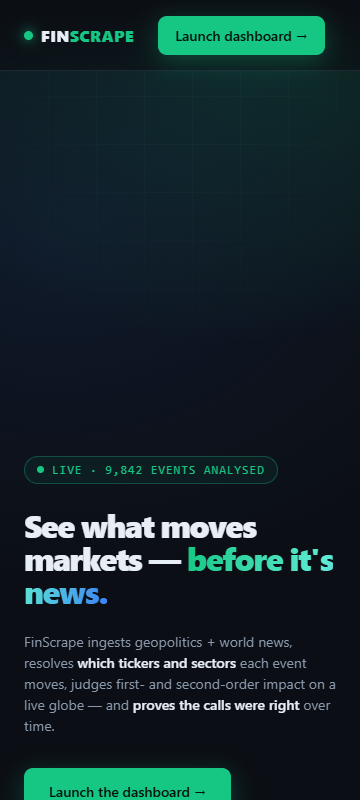 FINSCRAPE
Launch dashboard →
LIVE · 9,842 EVENTS ANALYSED
See what moves
markets — before it's
news.
FinScrape ingests geopolitics + world news,
resolves which tickers and sectors each event
moves, judges first- and second-order impact on a
live globe — and proves the calls were right over
time.
Launch the dashboard →